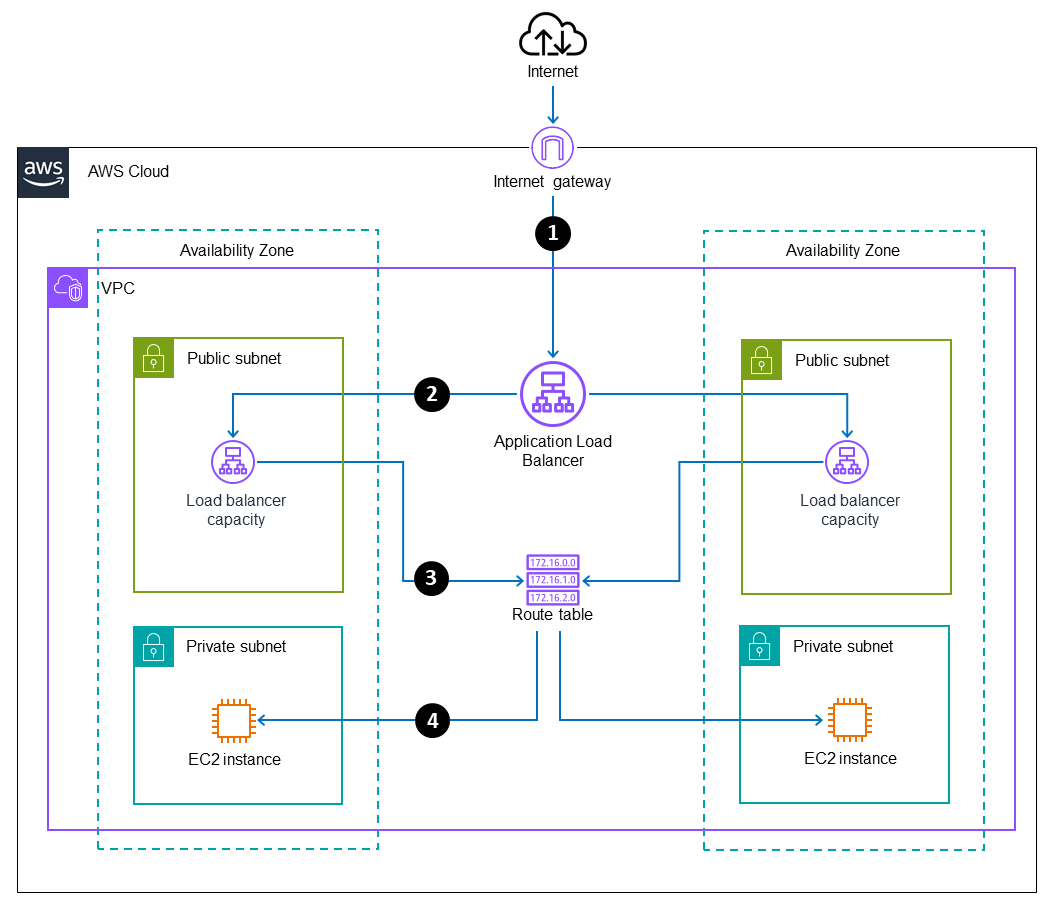 Internet
aws
AWS Cloud
Internet gateway
1
Availability Zone
Availability Zone
VPC
Public subnet
Public subnet
2
Application Load
Balancer
Load balancer
capacity
Load balancer
capacity
3
172.16.0.0
172.16.1.0
172.16.2.0
Route table
Private subnet
Private subnet
4
EC2 instance
EC2 instance